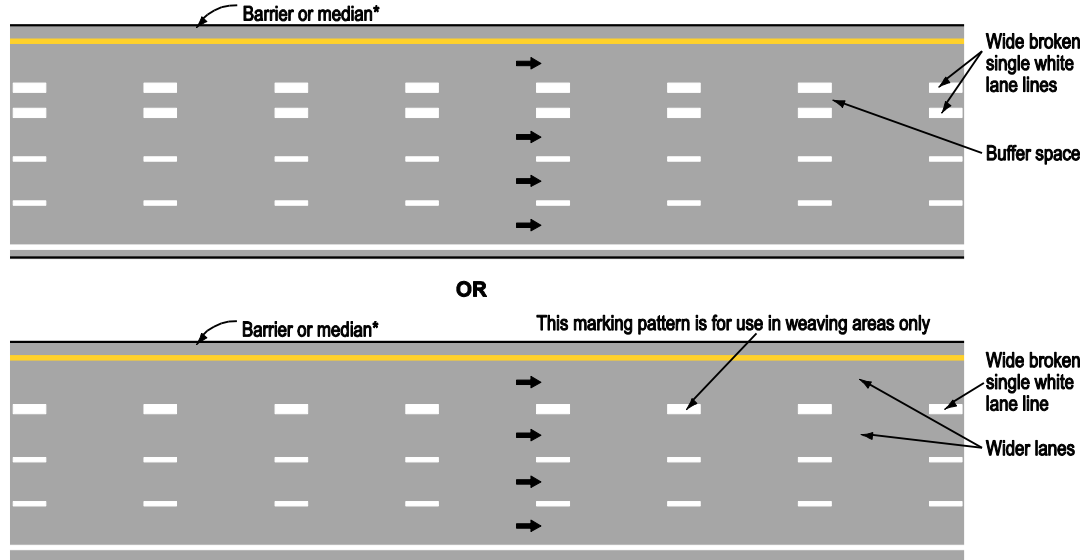 Barrier or median*
Wide broken
single white
lane lines
Buffer space
OR
Barrier or median*
This marking pattern is for use in weaving areas only
Wide broken
single white
lane line
Wider lanes